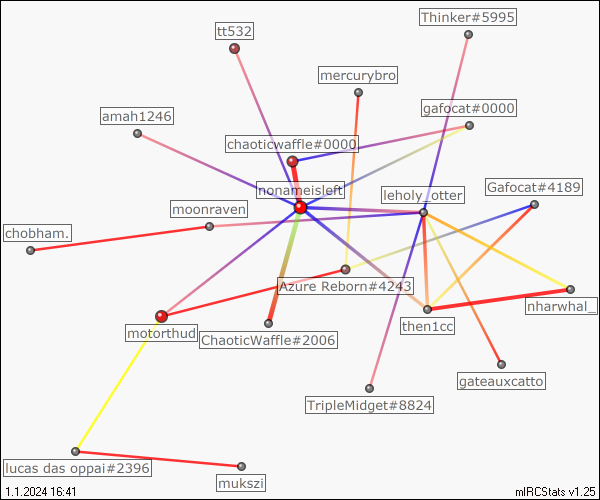 Thinker#5995
tt532
mercurybro
gafocat#0000
amah1246
chaoticwaffle#0000
nonameisleft
leholy_otter
Gafocat#4189
moonraven
chobham.
Azure Reborn#4243
nharwhal_
motorthud
ChaoticWaffle#2006
then1cc
gateauxcatto
TripleMidget#8824
lucas das oppai#2396
mukszi
1.1.2024 16:41
mIRCStats v1.25